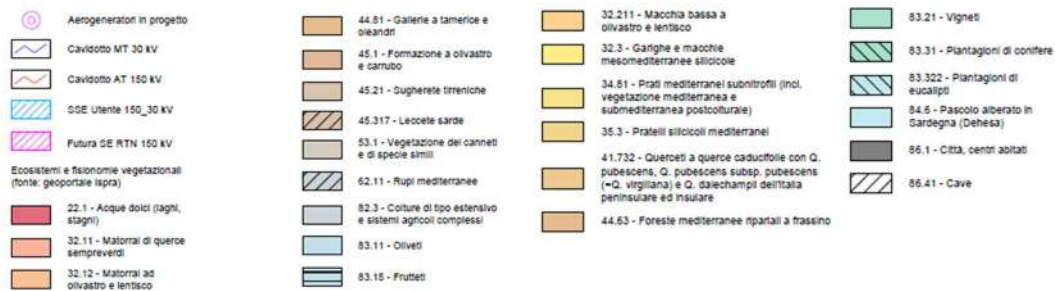 Aerogeneratori in progetto
Cavidotto MT 30 kV
Cavidotto AT 150 kV
SSE Utente 150_30 kV
Futura SE RTN 150 kV
Ecosistemi e fisionomie vegetazionali
(fonte: geoportale ispra)
22.1 - Acque dolci (laghi,
stagni)
32.11 - Matorral di querce
sempreverdi
32.12 - Matorral ad
olivastro e lentisco
44.81 - Gallerie a tamerice e
oleandri
45.1 - Formazione a olivastro
e carrubo
45.21 - Sugherete tirreniche
45.317 - Leccete sarde
53.1 - Vegetazione dei canneti
e di specie simili
62.11 - Rupi mediterranee
82.3 - Colture di tipo estensivo
e sistemi agricoli complessi
83.11 - Oliveti
83.15 - Frutteti
32.211 - Macchia bassa a
olivastro e lentisco
32.3 - Garighe e macchie
mesomediterranee silicicole
34.81 - Prati mediterranei subnitrofili (incl.
vegetazione mediterranea e
submediterranea postcolturale)
35.3 - Pratelli silicicoli mediterranei
41.732 - Querceti a querce caducifolie con Q.
pubescens, Q. pubescens subsp. pubescens
(=Q. virgiliana) e Q. dalechampii dell'Italia
peninsulare ed insulare
44.63 - Foreste mediterranee ripariali a frassino
83.21 - Vigneti
83.31 - Plantagioni di conifere
83.322 - Plantagioni di
eucalipti
84.6 - Pascolo alberato in
Sardegna (Dehesa)
86.1 - Città, centri abitati
86.41 - Cave